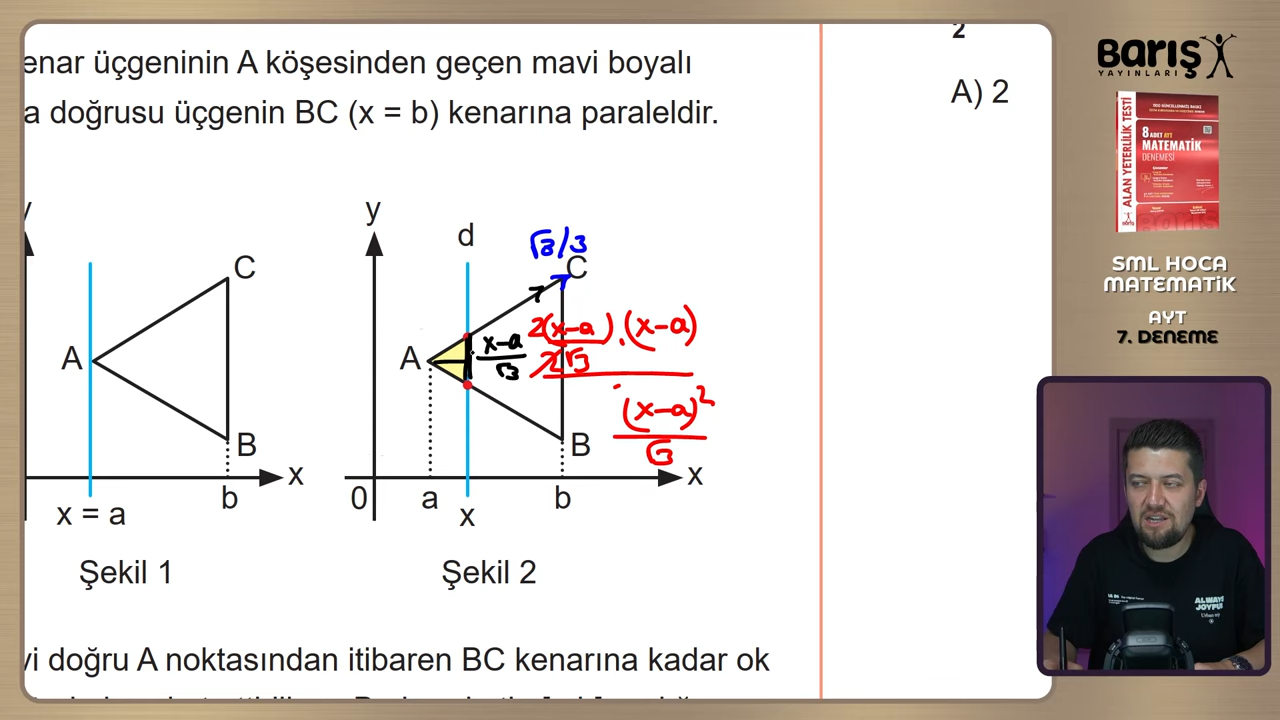 enar üçgeninin A köşesinden geçen mavi boyalı
a doğrusu üçgenin BC (x = b) kenarına paraleldir.
2
A) 2
y
C
A
B
x
b
x = a
Şekil 1
y
d
√3/3
C
A
x-a
√3
2(x-a) . (x-a)
2√3
(x-a)²
√3
B
x
0
a
x
b
Şekil 2
vi doğru A noktasından itibaren BC kenarına kadar ok
BARIŞ
YAYINLARI
ALAN YETERLİLİK TESTİ
8 ADET AYT
MATEMATİK
DENEMESİ
BARIŞ
SML HOCA
MATEMATİK
AYT
7. DENEME
ALWAYS
JOYFUL